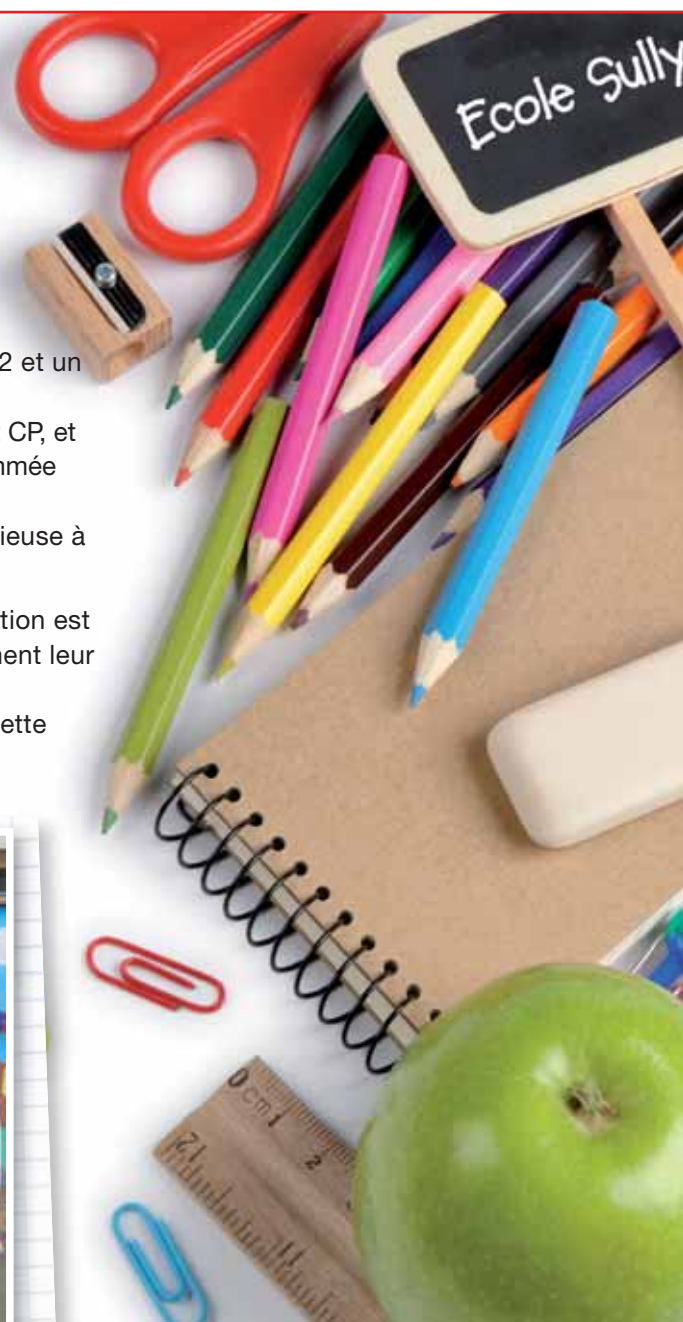 Ecole Sully
2 et un
CP, et
mmée
ieuse à
tion est
ment leur
ette
0 cm 1
2
12
11